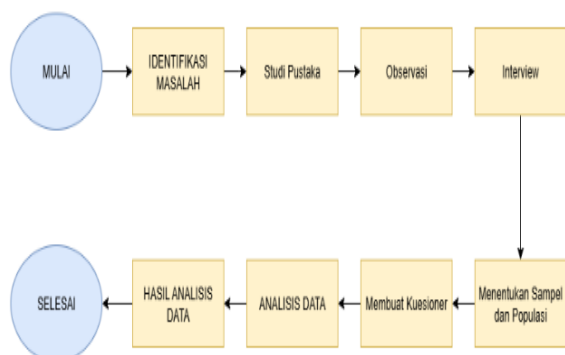 MULAI
IDENTIFIKASI
MASALAH
Studi Pustaka
Observasi
Interview
SELESAI
HASIL ANALISIS
DATA
ANALISIS DATA
Membuat Kuesioner
Menentukan Sampel
dan Populasi